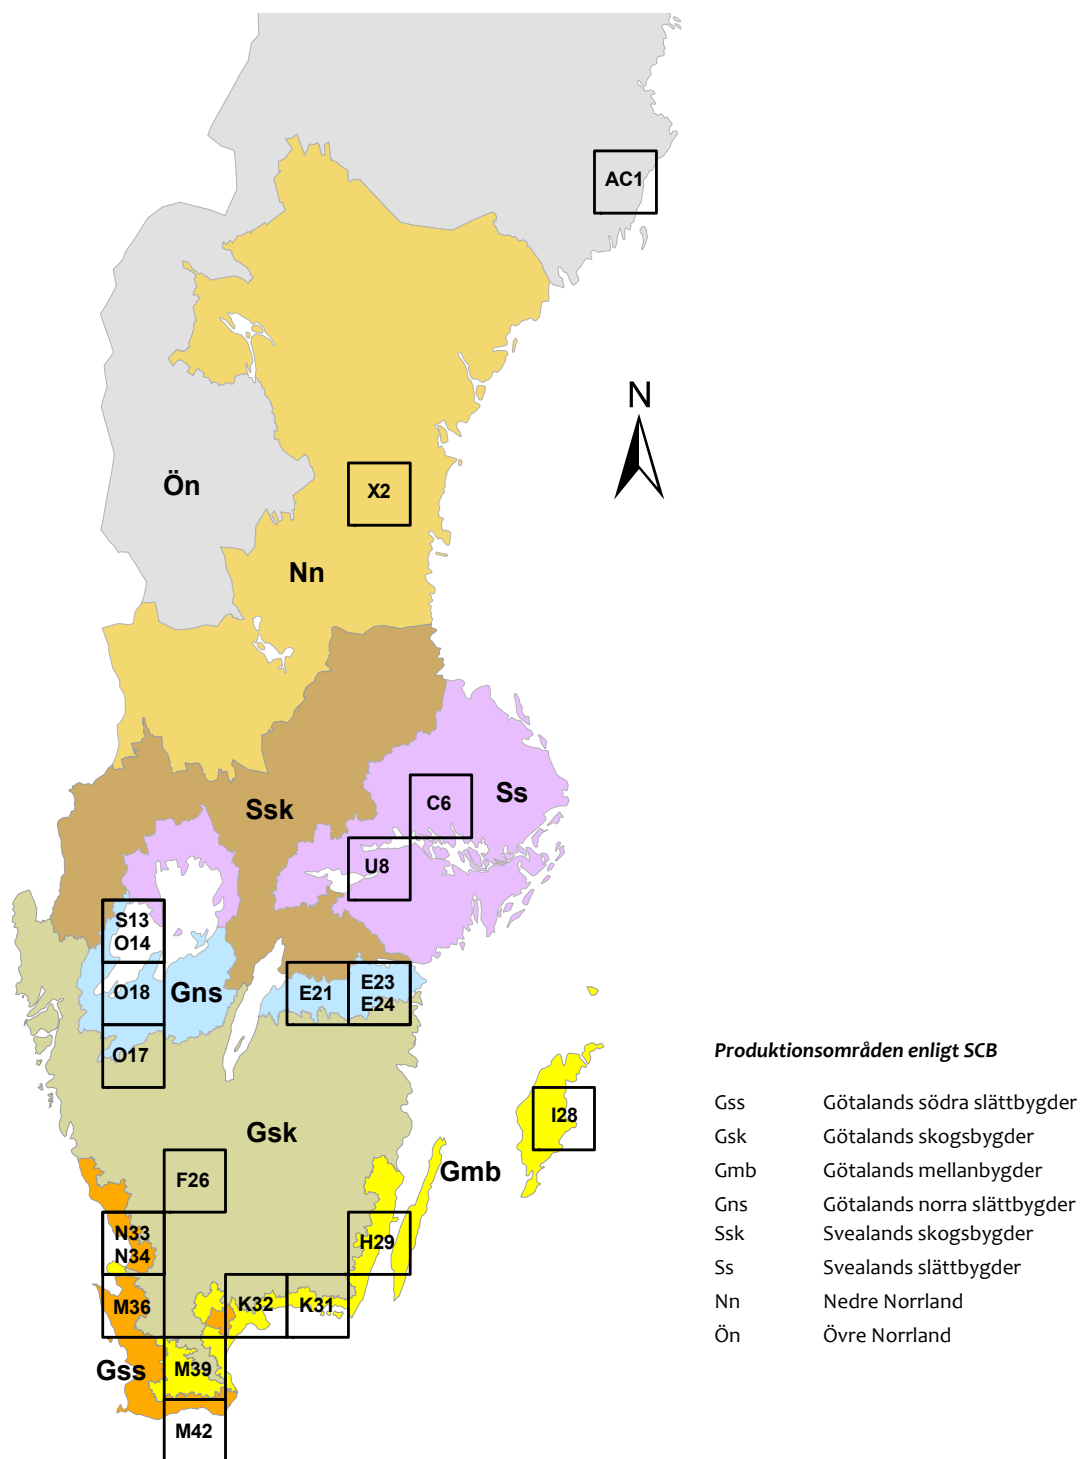 AC1
N
X2
Ön
Nn
Ss
C6
Ssk
U8
S13
O14
O18
Gns
E21
E23
E24
O17
I28
Gsk
Gmb
F26
N33
N34
H29
M36
K32
K31
Gss
M39
M42
Produktionsområden enligt SCB
Gss Götalands södra slättbygder
Gsk Götalands skogsbygder
Gmb Götalands mellanbygder
Gns Götalands norra slättbygder
Ssk Svealands skogsbygder
Ss Svealands slättbygder
Nn Nedre Norrland
Ön Övre Norrland